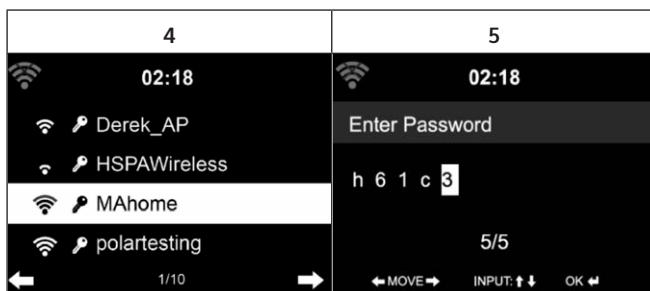 4
02:18
Derek_AP
HSPAWireless
MAhome
polartesting
1/10
5
02:18
Enter Password
h 6 1 c 3
5/5
MOVE INPUT: OK